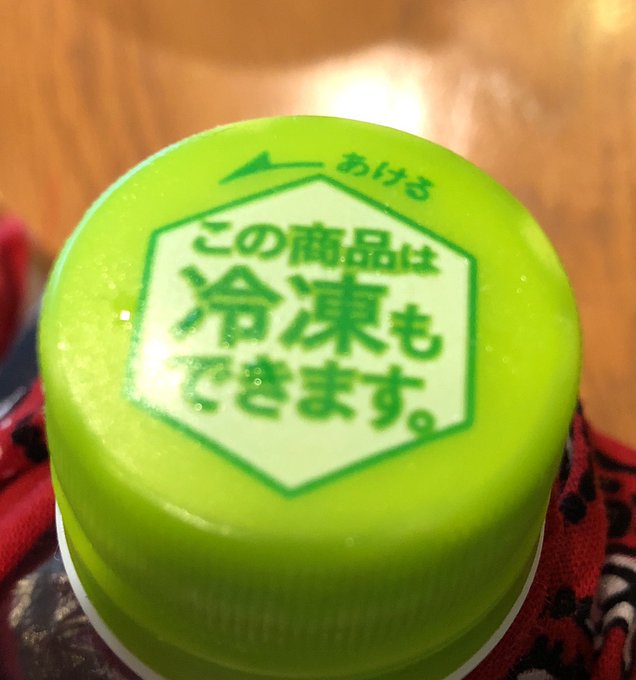 あける
この商品は
冷凍も
できます。